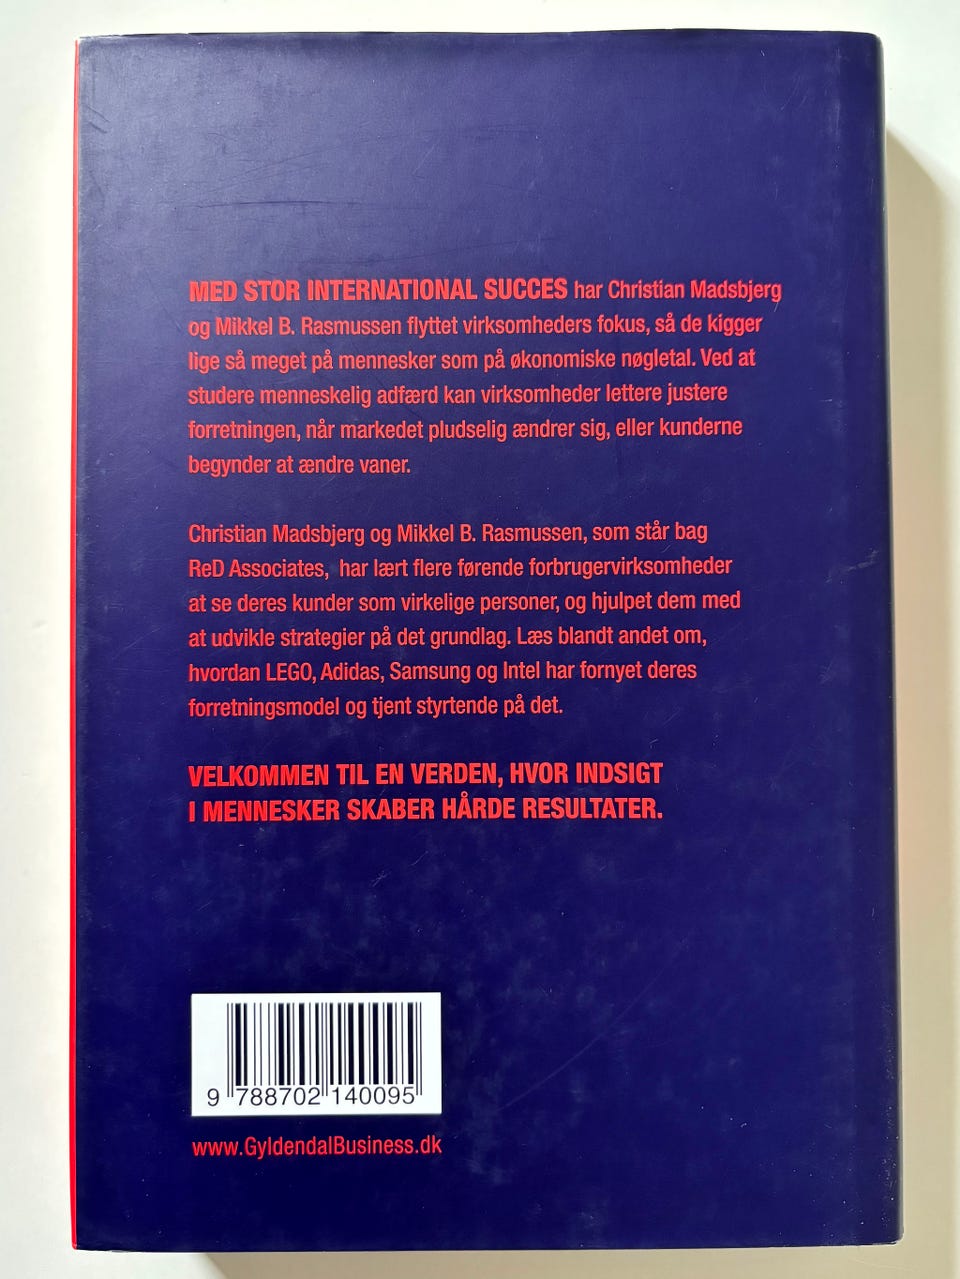 MED STOR INTERNATIONAL SUCCES har Christian Madsbjerg
og Mikkel B. Rasmussen flyttet virksomheders fokus, så de kigger
lige så meget på mennesker som på økonomiske nøgletal. Ved at
studere menneskelig adfærd kan virksomheder lettere justere
forretningen, når markedet pludselig ændrer sig, eller kunderne
begynder at ændre vaner.
Christian Madsbjerg og Mikkel B. Rasmussen, som står bag
ReD Associates, har lært flere førende forbrugervirksomheder
at se deres kunder som virkelige personer, og hjulpet dem med
at udvikle strategier på det grundlag. Læs blandt andet om,
hvordan LEGO, Adidas, Samsung og Intel har fornyet deres
forretningsmodel og tjent styrtende på det.
VELKOMMEN TIL EN VERDEN, HVOR INDSIGT
I MENNESKER SKABER HÅRDE RESULTATER.
9 788702 140095
www.GyldendalBusiness.dk